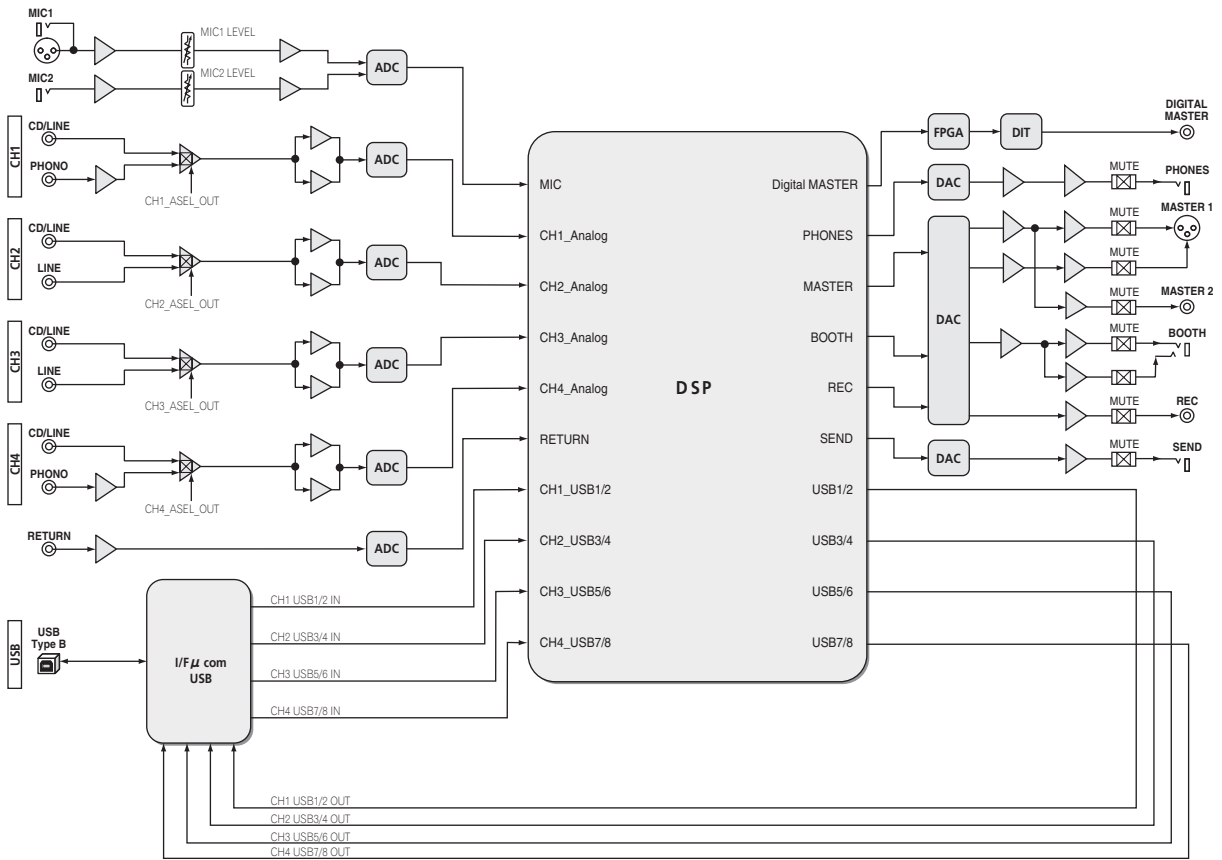 MIC1
MIC1 LEVEL
ADC
MIC2
MIC2 LEVEL
CH1
CD/LINE
PHONO
CH1_ASEL_OUT
ADC
CH2
CD/LINE
LINE
CH2_ASEL_OUT
ADC
CH3
CD/LINE
LINE
CH3_ASEL_OUT
ADC
CH4
CD/LINE
PHONO
CH4_ASEL_OUT
ADC
RETURN
ADC
USB
USB
Type B
I/F μ com
USB
CH1 USB1/2 IN
CH2 USB3/4 IN
CH3 USB5/6 IN
CH4 USB7/8 IN
DSP
MIC
CH1_Analog
CH2_Analog
CH3_Analog
CH4_Analog
RETURN
CH1_USB1/2
CH2_USB3/4
CH3_USB5/6
CH4_USB7/8
Digital MASTER
PHONES
MASTER
BOOTH
REC
SEND
USB1/2
USB3/4
USB5/6
USB7/8
FPGA
DIT
DIGITAL
MASTER
DAC
MUTE
PHONES
DAC
MUTE
MASTER 1
MUTE
MUTE
MASTER 2
MUTE
BOOTH
MUTE
REC
DAC
MUTE
SEND
CH1 USB1/2 OUT
CH2 USB3/4 OUT
CH3 USB5/6 OUT
CH4 USB7/8 OUT